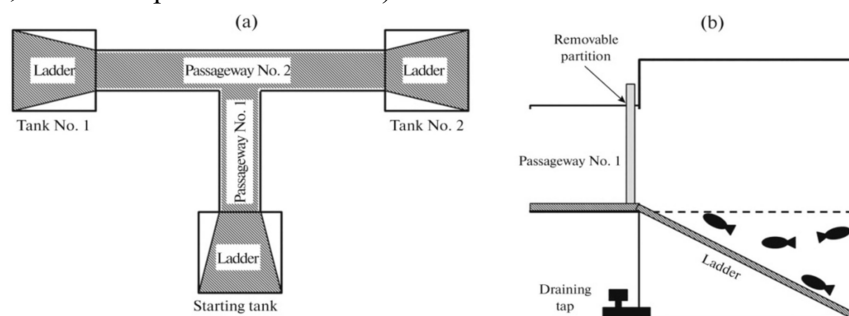 (a)
Ladder
Passageway No. 2
Ladder
Tank No. 1
Tank No. 2
Passageway No. 1
Ladder
Starting tank
(b)
Removable
partition
Passageway No. 1
Ladder
Draining
tap